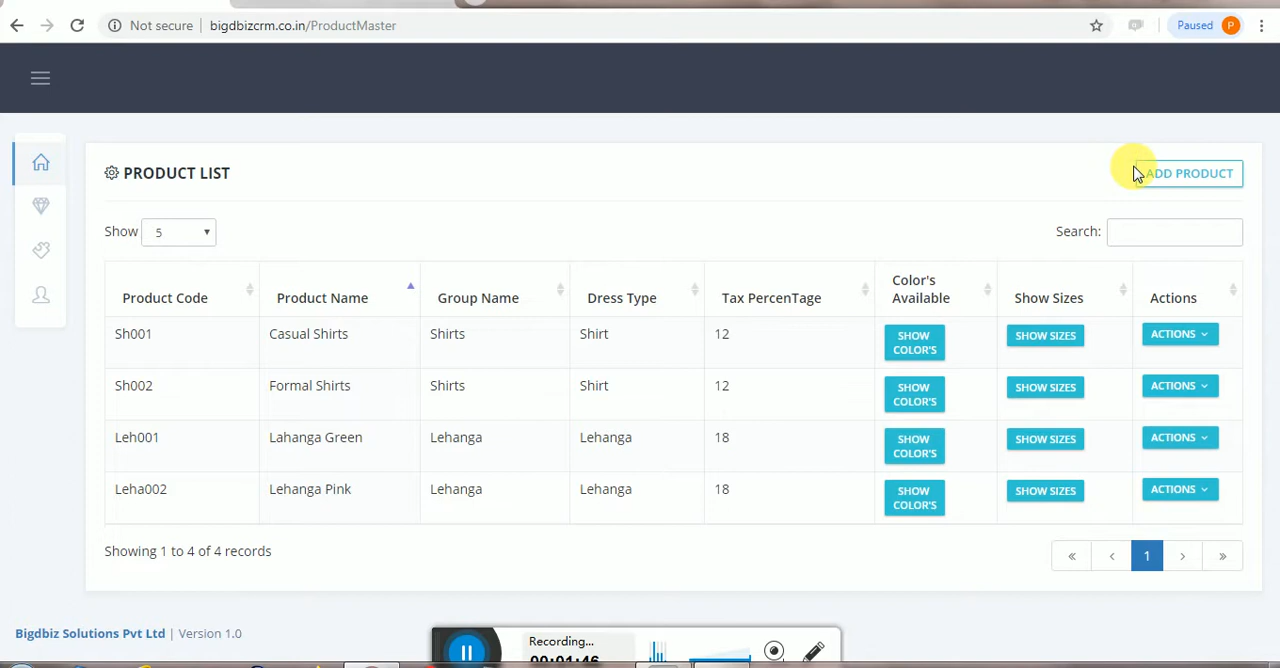 Not secure | bigdbizcrm.co.in/ProductMaster Paused P
PRODUCT LIST ADD PRODUCT
Show 5 Search:
Product Code Product Name Group Name Dress Type Tax PercenTage Color's Available Show Sizes Actions
Sh001 Casual Shirts Shirts Shirt 12 SHOW COLOR'S SHOW SIZES ACTIONS
Sh002 Formal Shirts Shirts Shirt 12 SHOW COLOR'S SHOW SIZES ACTIONS
Leh001 Lahanga Green Lehanga Lehanga 18 SHOW COLOR'S SHOW SIZES ACTIONS
Leha002 Lehanga Pink Lehanga Lehanga 18 SHOW COLOR'S SHOW SIZES ACTIONS
Showing 1 to 4 of 4 records « ‹ 1 › »
Bigdbiz Solutions Pvt Ltd | Version 1.0
Recording...
00:01:46